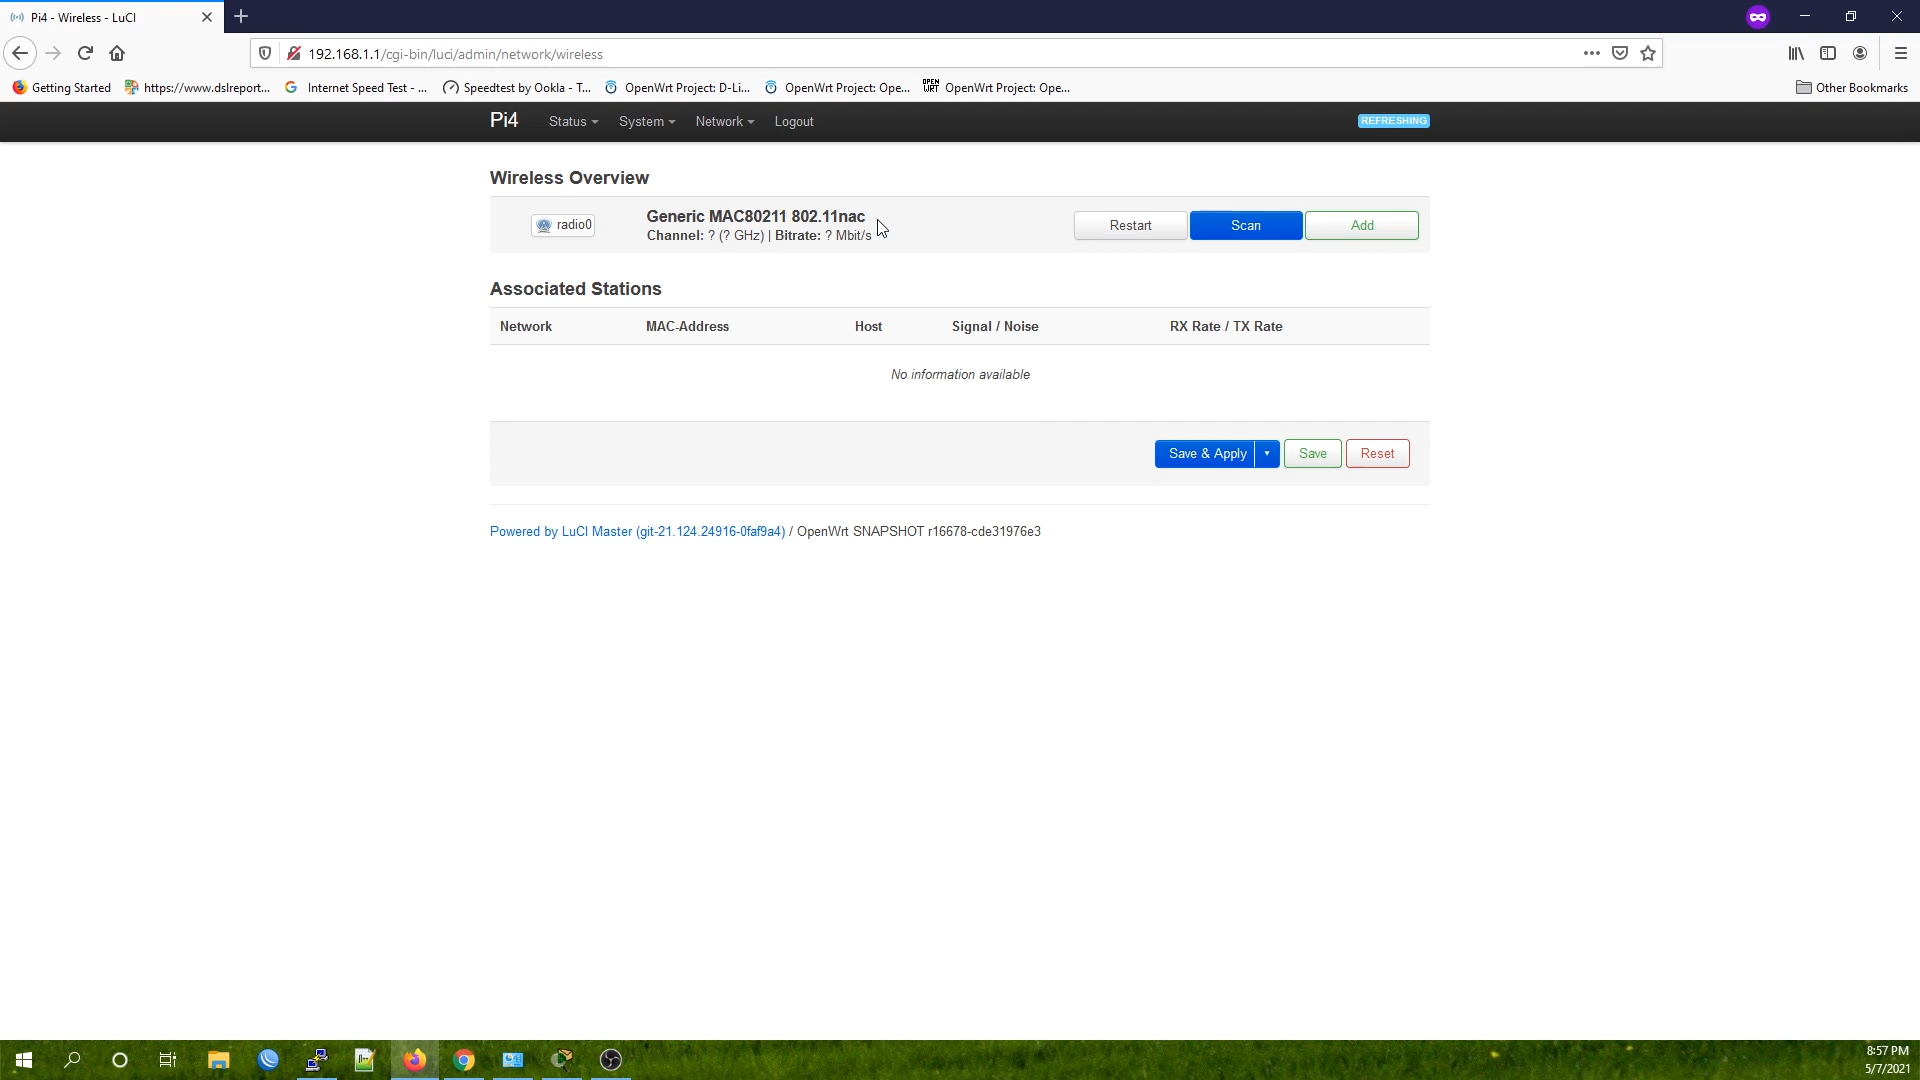 Pi4 - Wireless - LuCI
192.168.1.1/cgi-bin/luci/admin/network/wireless
Getting Started
https://www.dslreport...
Internet Speed Test - ...
Speedtest by Ookla - T...
OpenWrt Project: D-Li...
OpenWrt Project: Ope...
OPEN WRT
OpenWrt Project: Ope...
Other Bookmarks
Pi4
Status
System
Network
Logout
REFRESHING
Wireless Overview
radio0
Generic MAC80211 802.11nac
Channel: ? (? GHz) | Bitrate: ? Mbit/s
Restart
Scan
Add
Associated Stations
Network
MAC-Address
Host
Signal / Noise
RX Rate / TX Rate
No information available
Save & Apply
Save
Reset
Powered by LuCI Master (git-21.124.24916-0faf9a4) / OpenWrt SNAPSHOT r16678-cde31976e3
8:57 PM
5/7/2021